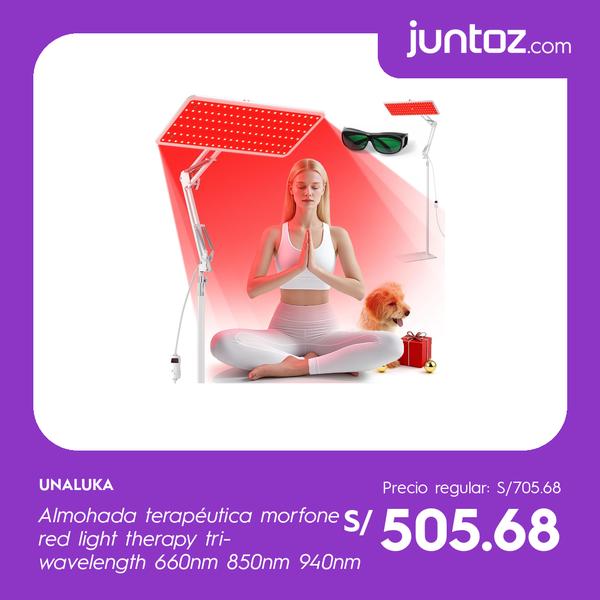 juntoz.com
UNALUKA
Almohada terapéutica morfone
red light therapy tri-
wavelength 660nm 850nm 940nm
Precio regular: S/705.68
S/ 505.68